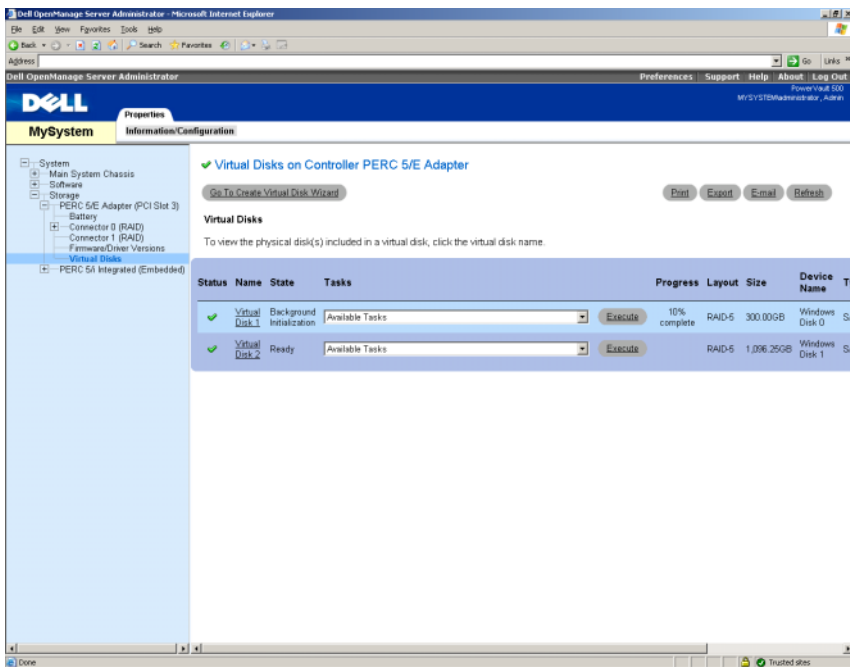 Dell OpenManage Server Administrator - Microsoft Internet Explorer
File Edit View Favorites Tools Help
Back Search Favorites
Address Go Links
Dell OpenManage Server Administrator Preferences Support Help About Log Out
PowerVault 500
MYSYSTEM\administrator, Admin
DELL Properties
MySystem Information/Configuration
System
Main System Chassis
Software
Storage
PERC 5/E Adapter (PCI Slot 3)
Battery
Connector 0 (RAID)
Connector 1 (RAID)
Firmware/Driver Versions
Virtual Disks
PERC 5/i Integrated (Embedded)
Virtual Disks on Controller PERC 5/E Adapter
Go To Create Virtual Disk Wizard Print Export E-mail Refresh
Virtual Disks
To view the physical disk(s) included in a virtual disk, click the virtual disk name.
Status Name State Tasks Progress Layout Size Device Name T
Virtual Disk 1 Background Initialization Available Tasks Execute 10% complete RAID-5 300.00GB Windows Disk 0 S
Virtual Disk 2 Ready Available Tasks Execute RAID-5 1,096.25GB Windows Disk 1 S
Done Trusted sites